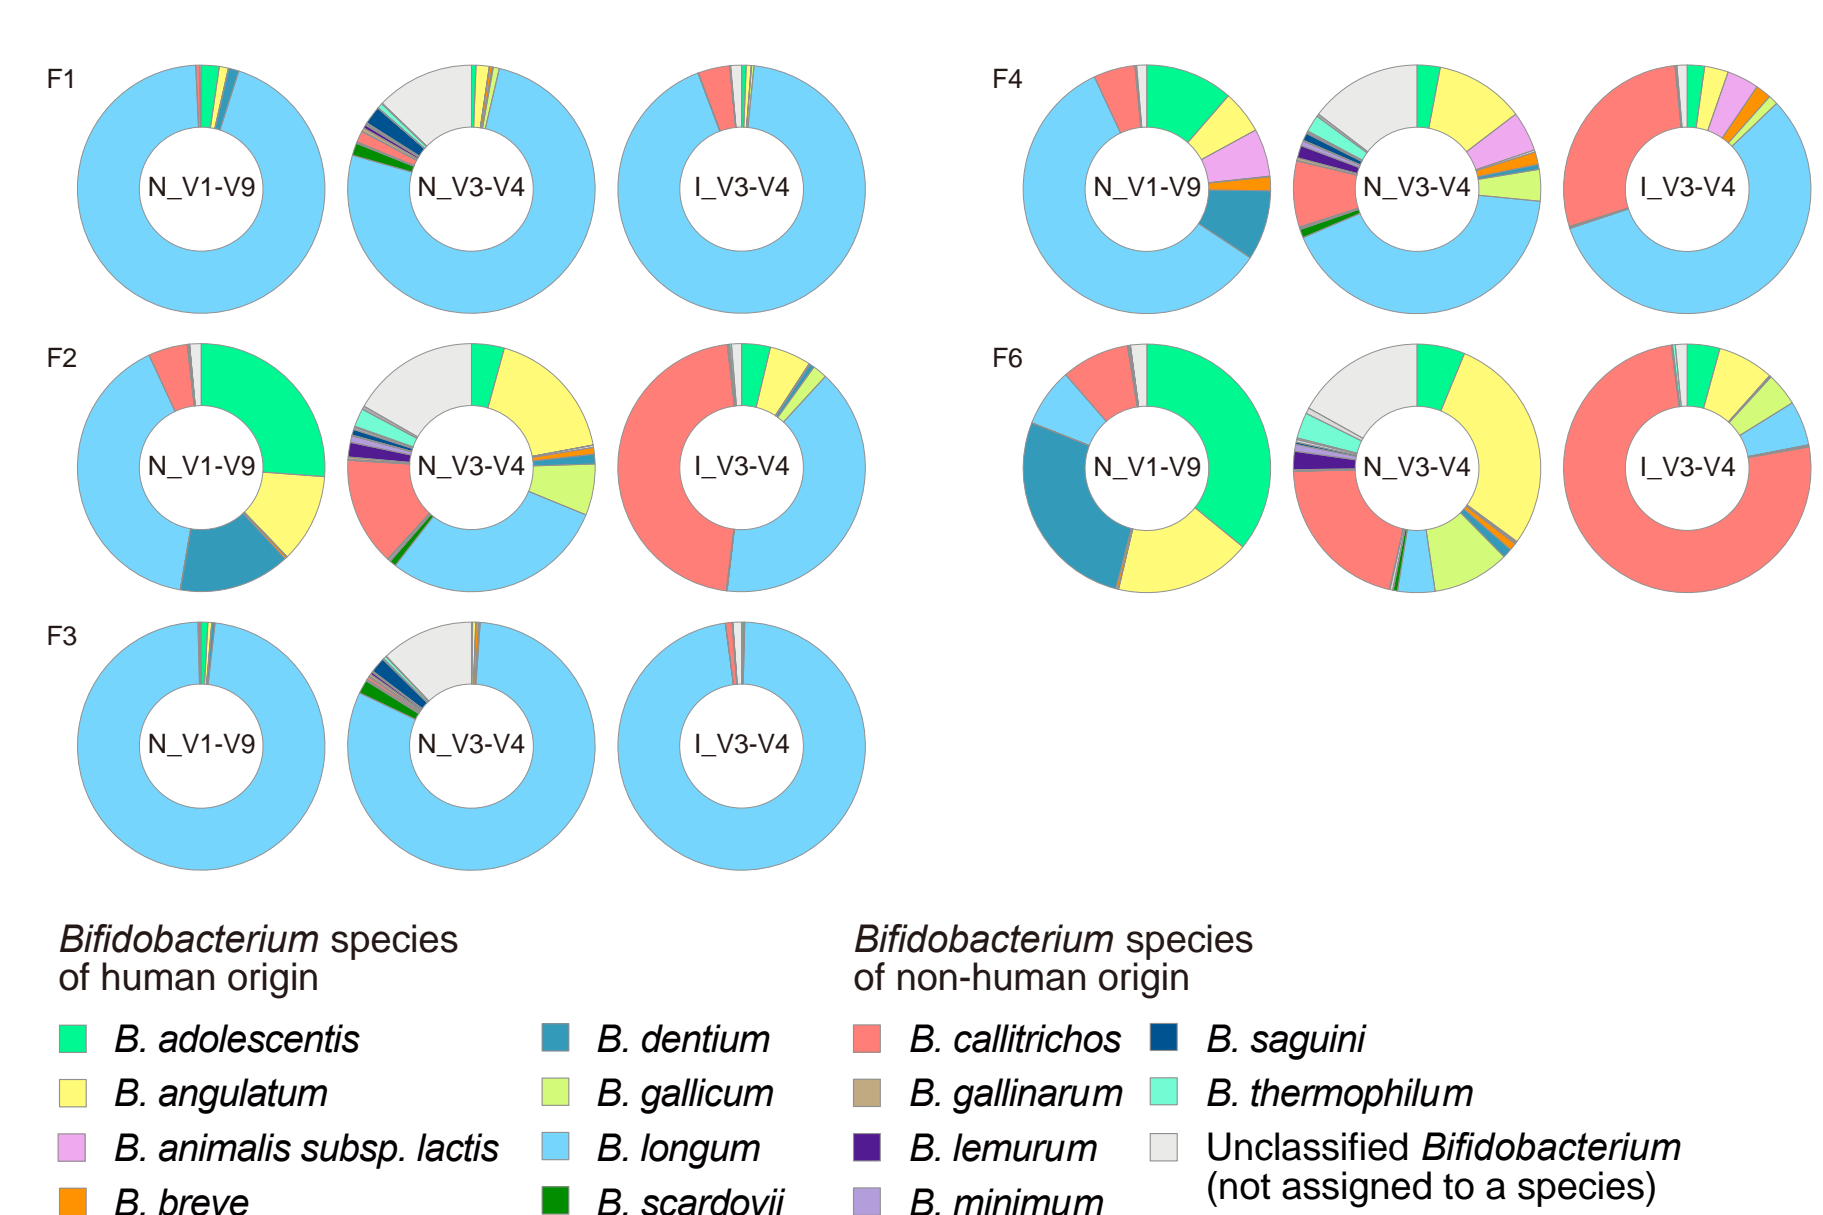 F1
N_V1-V9
N_V3-V4
I_V3-V4
F4
N_V1-V9
N_V3-V4
I_V3-V4
F2
N_V1-V9
N_V3-V4
I_V3-V4
F6
N_V1-V9
N_V3-V4
I_V3-V4
F3
N_V1-V9
N_V3-V4
I_V3-V4
Bifidobacterium species
of human origin
B. adolescentis
B. angulatum
B. animalis subsp. lactis
B. breve
B. dentium
B. gallicum
B. longum
B. scardovii
Bifidobacterium species
of non-human origin
B. callitrichos
B. gallinarum
B. lemurum
B. minimum
B. saguini
B. thermophilum
Unclassified Bifidobacterium
(not assigned to a species)